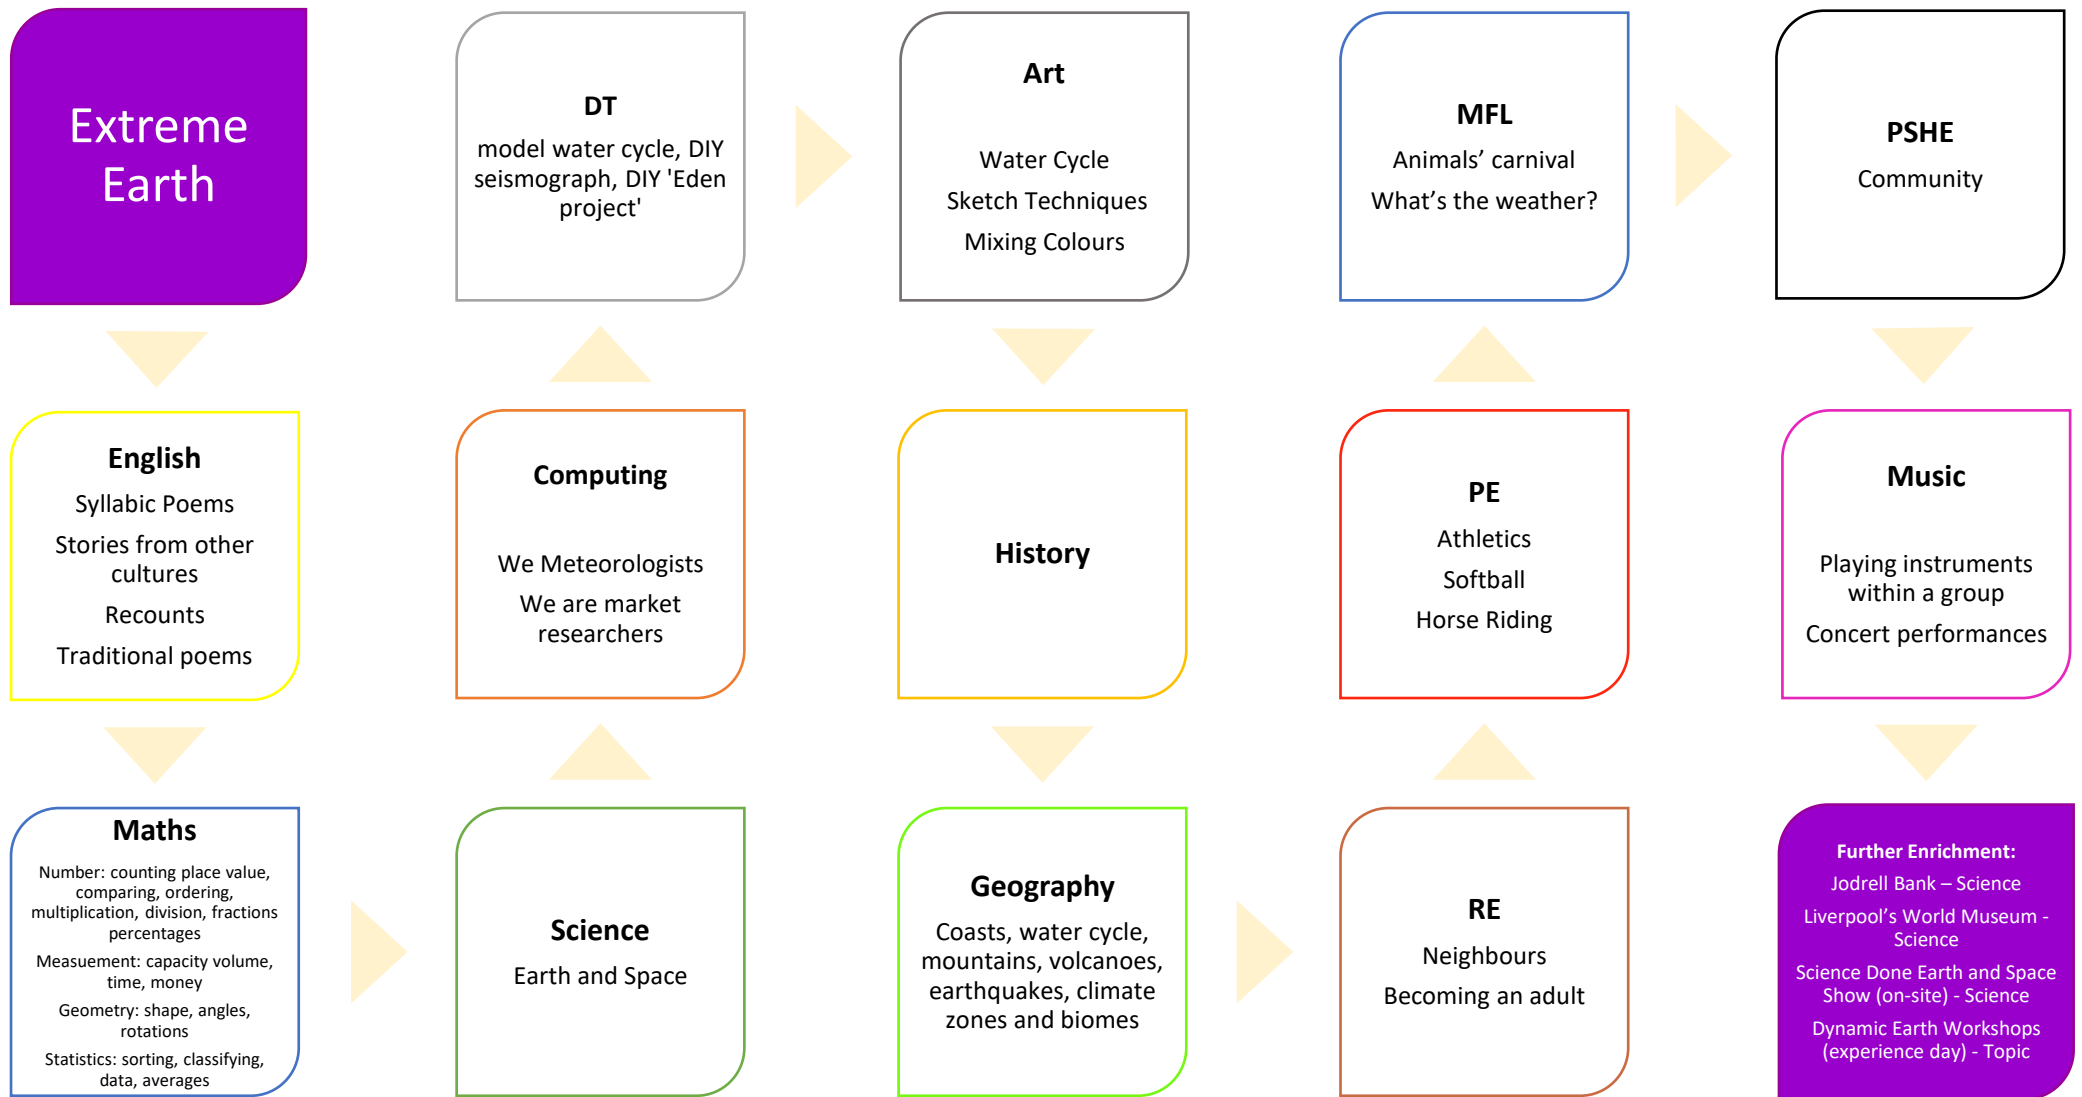 Extreme
Earth
English
Syllabic Poems
Stories from other
cultures
Recounts
Traditional poems
Maths
Number: counting place value,
comparing, ordering,
multiplication, division, fractions
percentages
Measuement: capacity volume,
time, money
Geometry: shape, angles,
rotations
Statistics: sorting, classifying,
data, averages
Science
Earth and Space
Computing
We Meteorologists
We are market
researchers
DT
model water cycle, DIY
seismograph, DIY 'Eden
project'
Art
Water Cycle
Sketch Techniques
Mixing Colours
History
Geography
Coasts, water cycle,
mountains, volcanoes,
earthquakes, climate
zones and biomes
RE
Neighbours
Becoming an adult
PE
Athletics
Softball
Horse Riding
MFL
Animals’ carnival
What’s the weather?
PSHE
Community
Music
Playing instruments
within a group
Concert performances
Further Enrichment:
Jodrell Bank – Science
Liverpool’s World Museum -
Science
Science Done Earth and Space
Show (on-site) - Science
Dynamic Earth Workshops
(experience day) - Topic